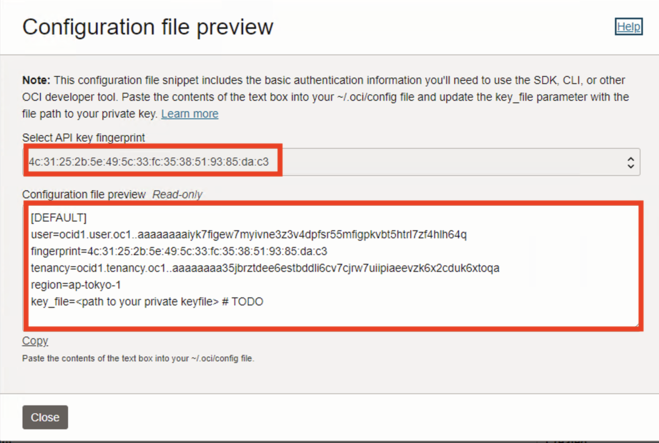 Configuration file preview
Help
Note: This configuration file snippet includes the basic authentication information you'll need to use the SDK, CLI, or other
OCI developer tool. Paste the contents of the text box into your ~/.oci/config file and update the key_file parameter with the
file path to your private key. Learn more
Select API key fingerprint
4c:31:25:2b:5e:49:5c:33:fc:35:38:51:93:85:da:c3
Configuration file preview Read-only
[DEFAULT]
user=ocid1.user.oc1..aaaaaaaaiyk7figew7myivne3z3v4dpfsr55mfigpkvbt5htrl7zf4hlh64q
fingerprint=4c:31:25:2b:5e:49:5c:33:fc:35:38:51:93:85:da:c3
tenancy=ocid1.tenancy.oc1..aaaaaaaa35jbrztdee6estbddli6cv7cjrw7uiipiaeevzk6x2cduk6xtoqa
region=ap-tokyo-1
key_file=<path to your private keyfile> # TODO
Copy
Paste the contents of the text box into your ~/.oci/config file.
Close